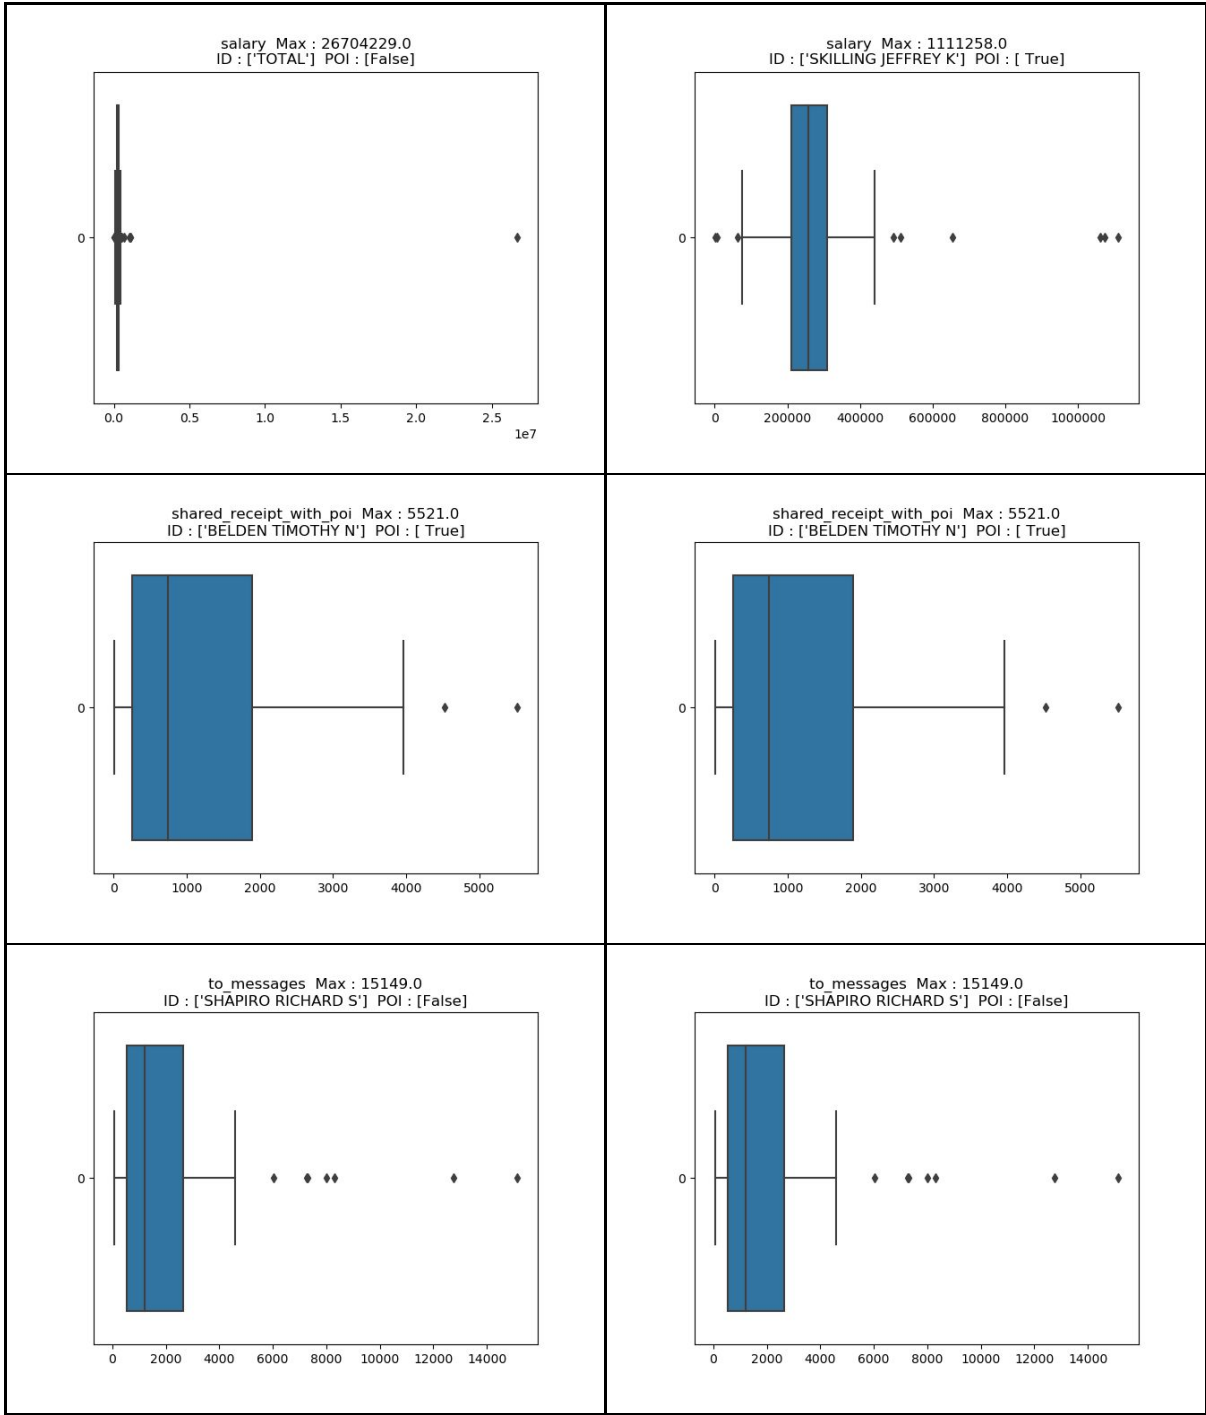 salary  Max : 26704229.0
ID : ['TOTAL']  POI : [False]
0
0.0 0.5 1.0 1.5 2.0 2.5
1e7
salary  Max : 1111258.0
ID : ['SKILLING JEFFREY K']  POI : [ True]
0
0 200000 400000 600000 800000 1000000
shared_receipt_with_poi  Max : 5521.0
ID : ['BELDEN TIMOTHY N']  POI : [ True]
0
0 1000 2000 3000 4000 5000
shared_receipt_with_poi  Max : 5521.0
ID : ['BELDEN TIMOTHY N']  POI : [ True]
0
0 1000 2000 3000 4000 5000
to_messages  Max : 15149.0
ID : ['SHAPIRO RICHARD S']  POI : [False]
0
0 2000 4000 6000 8000 10000 12000 14000
to_messages  Max : 15149.0
ID : ['SHAPIRO RICHARD S']  POI : [False]
0
0 2000 4000 6000 8000 10000 12000 14000